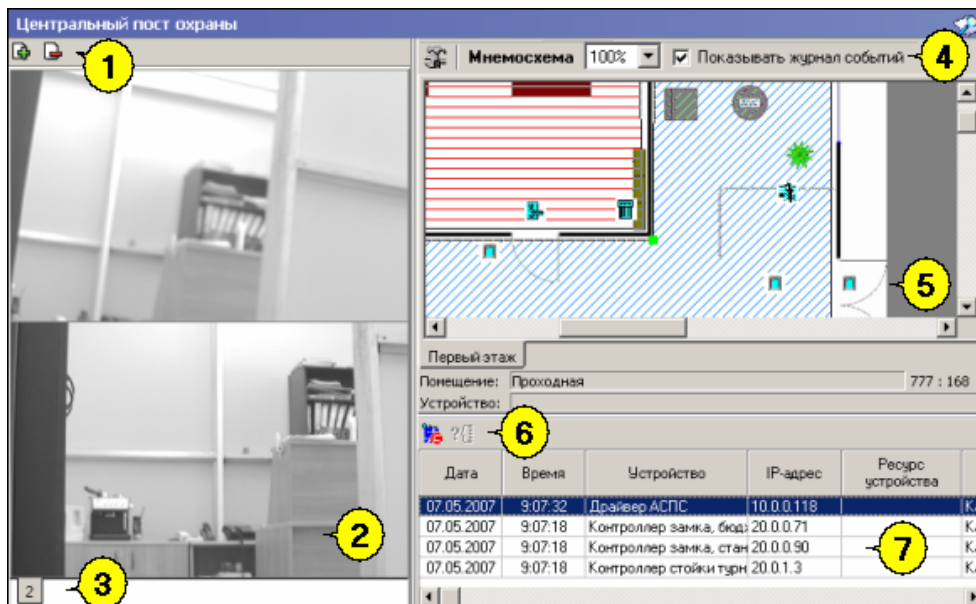 Центральный пост охраны
1
Мнемосхема 100% Показывать журнал событий
4
5
Первый этаж
Помещение: Проходная 777 : 168
Устройство:
6
Дата Время Устройство IP-адрес Ресурс устройства
07.05.2007 9:07:32 Драйвер АСПС 10.0.0.118
07.05.2007 9:07:18 Контроллер замка, бюд 20.0.0.71
07.05.2007 9:07:18 Контроллер замка, стан 20.0.0.90
07.05.2007 9:07:18 Контроллер стойки турн 20.0.1.3
7
2
3
2